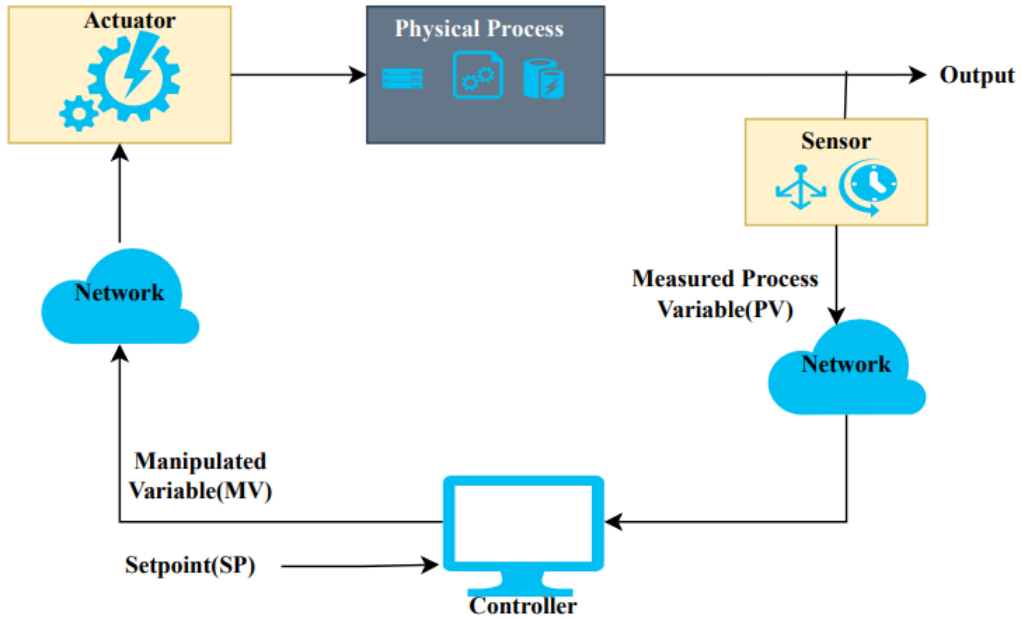 Actuator
Physical Process
Output
Sensor
Measured Process
Variable(PV)
Network
Network
Manipulated
Variable(MV)
Setpoint(SP)
Controller